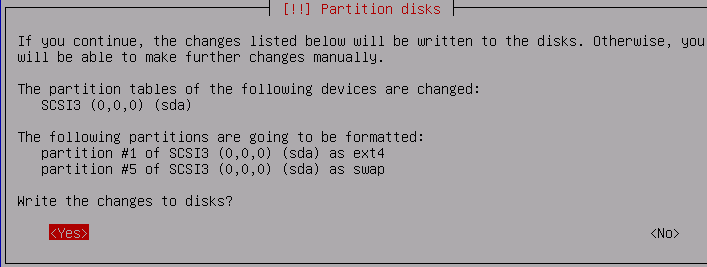 [!!] Partition disks
If you continue, the changes listed below will be written to the disks. Otherwise, you
will be able to make further changes manually.
The partition tables of the following devices are changed:
SCSI3 (0,0,0) (sda)
The following partitions are going to be formatted:
partition #1 of SCSI3 (0,0,0) (sda) as ext4
partition #5 of SCSI3 (0,0,0) (sda) as swap
Write the changes to disks?
<Yes> <No>